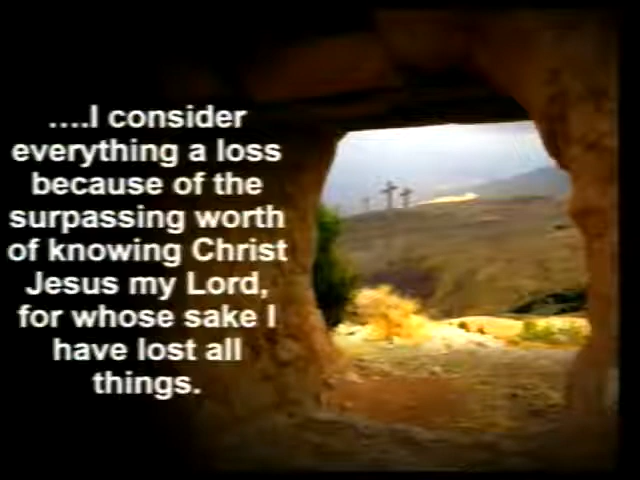 ....I consider
everything a loss
because of the
surpassing worth
of knowing Christ
Jesus my Lord,
for whose sake I
have lost all
things.